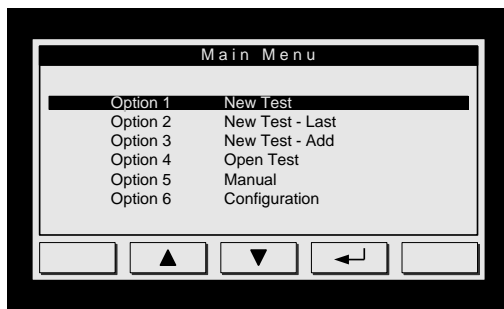 Main Menu
Option 1 New Test
Option 2 New Test - Last
Option 3 New Test - Add
Option 4 Open Test
Option 5 Manual
Option 6 Configuration